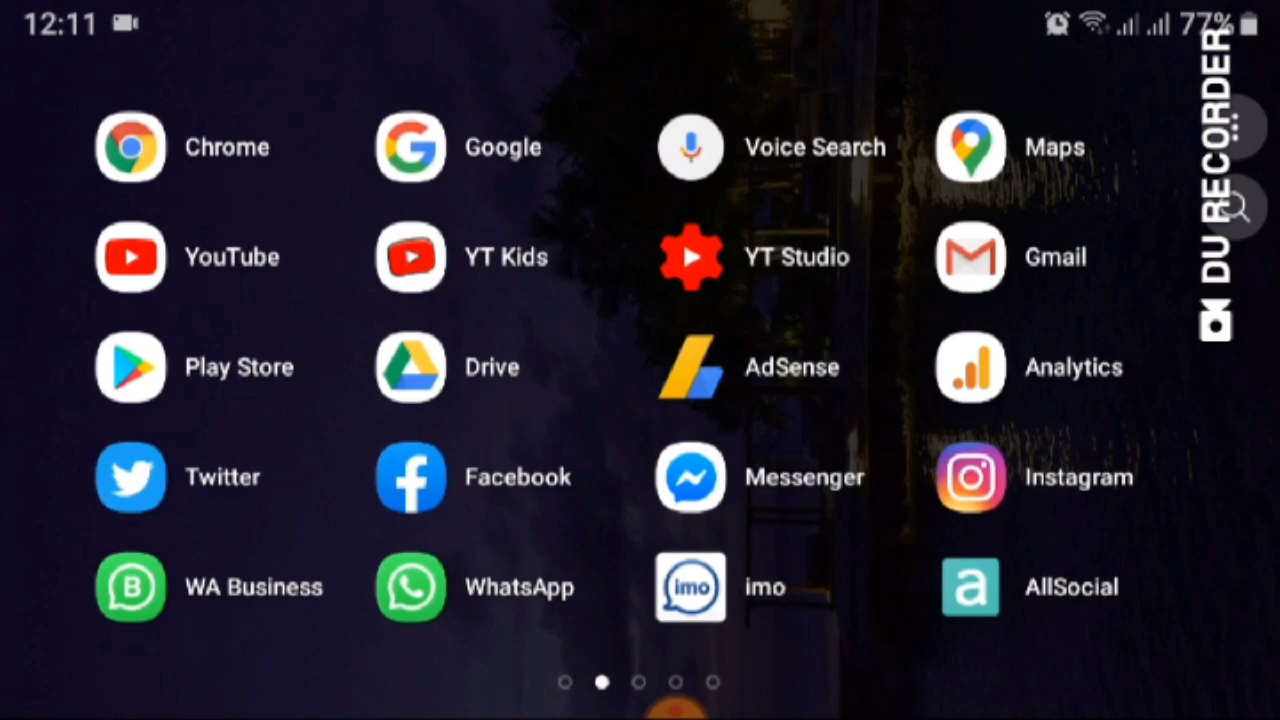 12:11
77%
DU RECORDER
Chrome
Google
Voice Search
Maps
YouTube
YT Kids
YT Studio
Gmail
Play Store
Drive
AdSense
Analytics
Twitter
Facebook
Messenger
Instagram
WA Business
WhatsApp
imo
imo
AllSocial